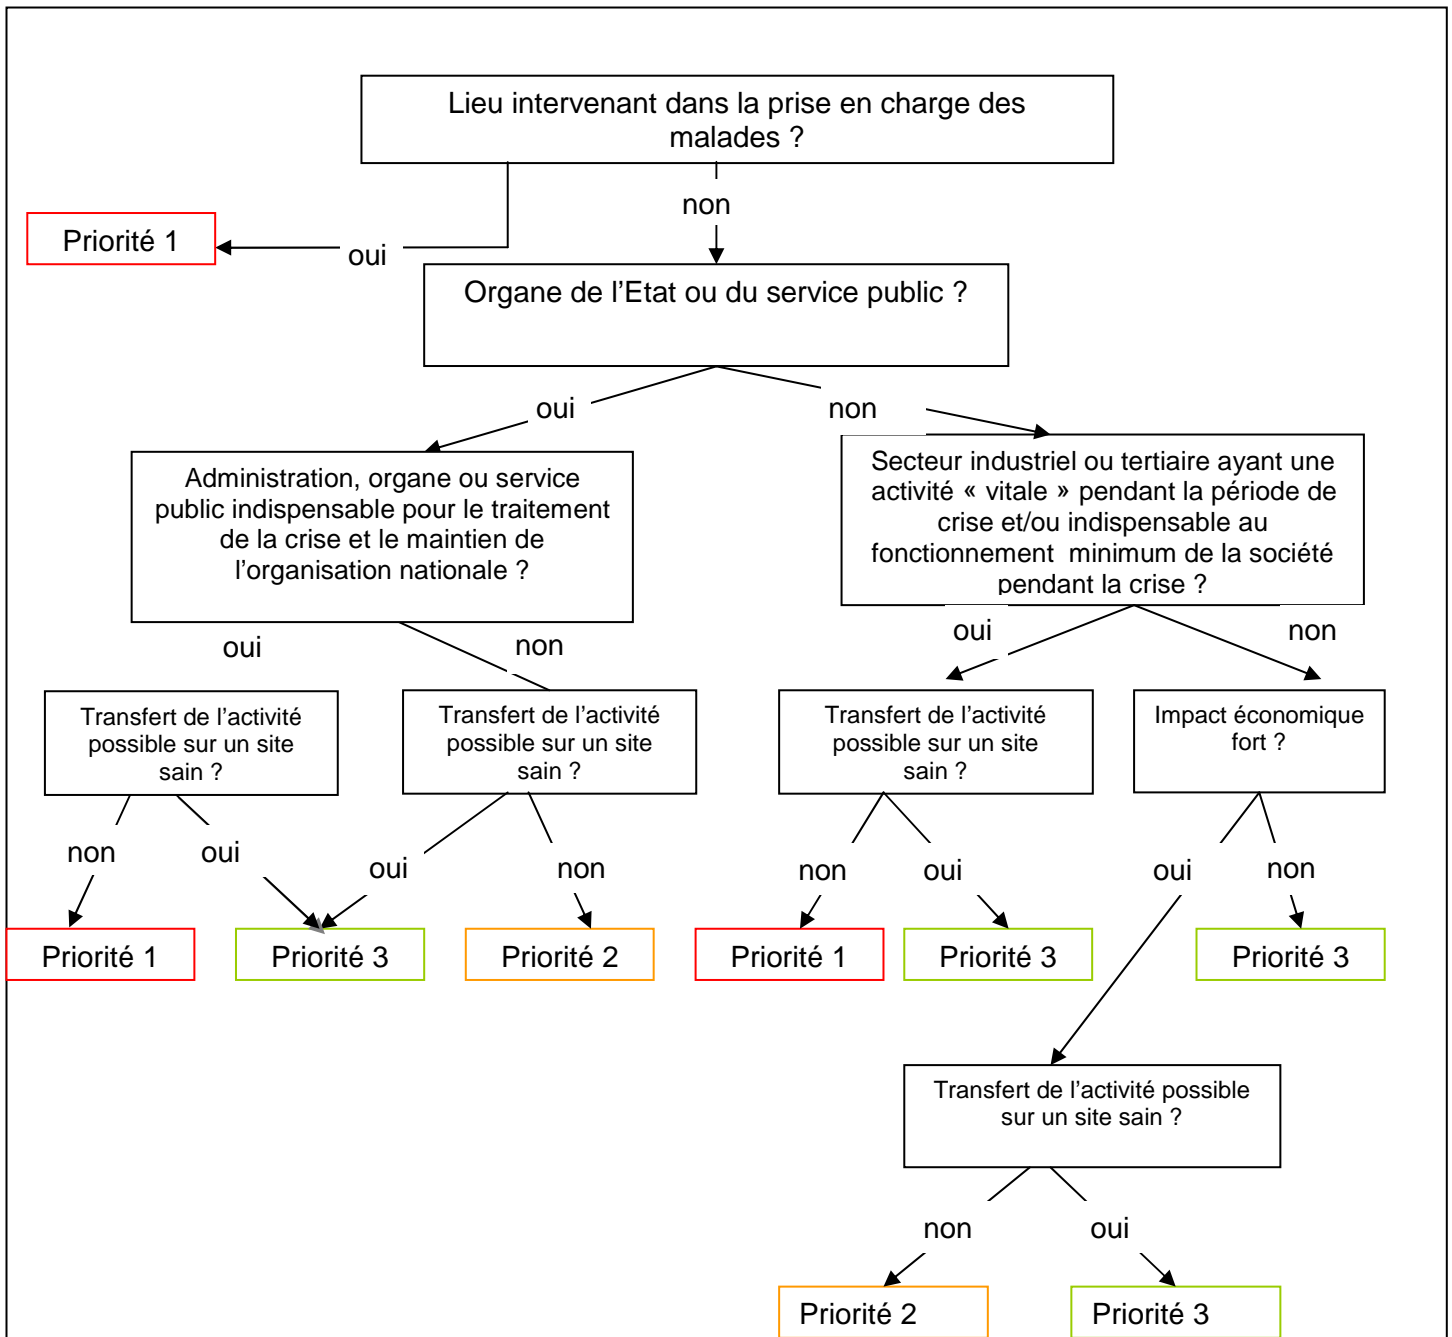 Lieu intervenant dans la prise en charge des
malades ?
non
Priorité 1
oui
Organe de l’Etat ou du service public ?
oui
non
Administration, organe ou service
public indispensable pour le traitement
de la crise et le maintien de
l’organisation nationale ?
Secteur industriel ou tertiaire ayant une
activité « vitale » pendant la période de
crise et/ou indispensable au
fonctionnement minimum de la société
pendant la crise ?
oui
non
oui
non
Transfert de l’activité
possible sur un site
sain ?
Transfert de l’activité
possible sur un site
sain ?
Transfert de l’activité
possible sur un site
sain ?
Impact économique
fort ?
non
oui
oui
non
non
oui
oui
non
Priorité 1
Priorité 3
Priorité 2
Priorité 1
Priorité 3
Priorité 3
Transfert de l’activité possible
sur un site sain ?
non
oui
Priorité 2
Priorité 3